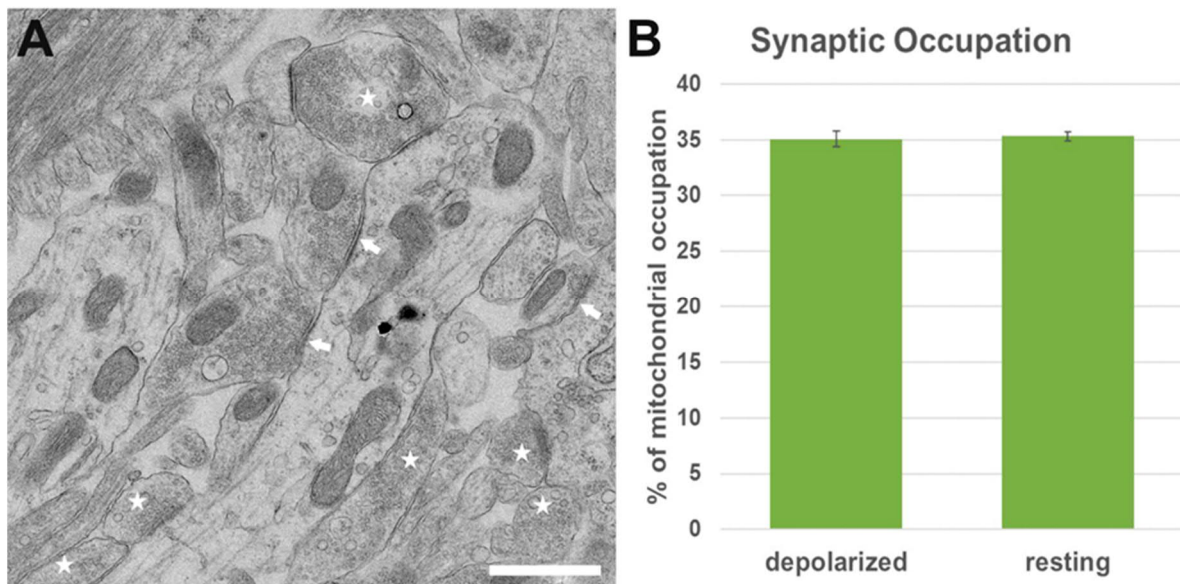 A
B
Synaptic Occupation
% of mitochondrial occupation
40
35
30
25
20
15
10
5
0
depolarized
resting